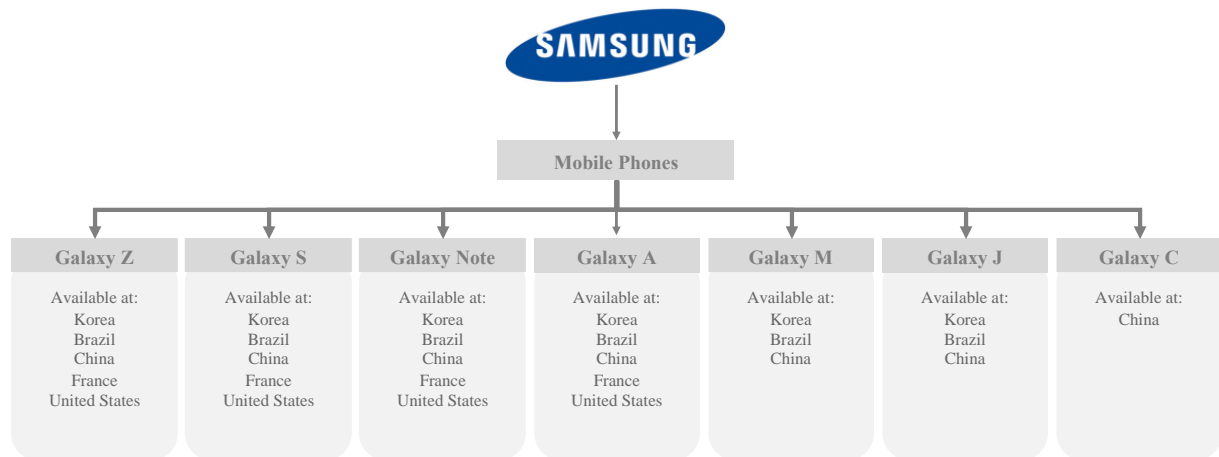 SAMSUNG
Mobile Phones
Galaxy Z
Available at:
Korea
Brazil
China
France
United States
Galaxy S
Available at:
Korea
Brazil
China
France
United States
Galaxy Note
Available at:
Korea
Brazil
China
France
United States
Galaxy A
Available at:
Korea
Brazil
China
France
United States
Galaxy M
Available at:
Korea
Brazil
China
Galaxy J
Available at:
Korea
Brazil
China
Galaxy C
Available at:
China